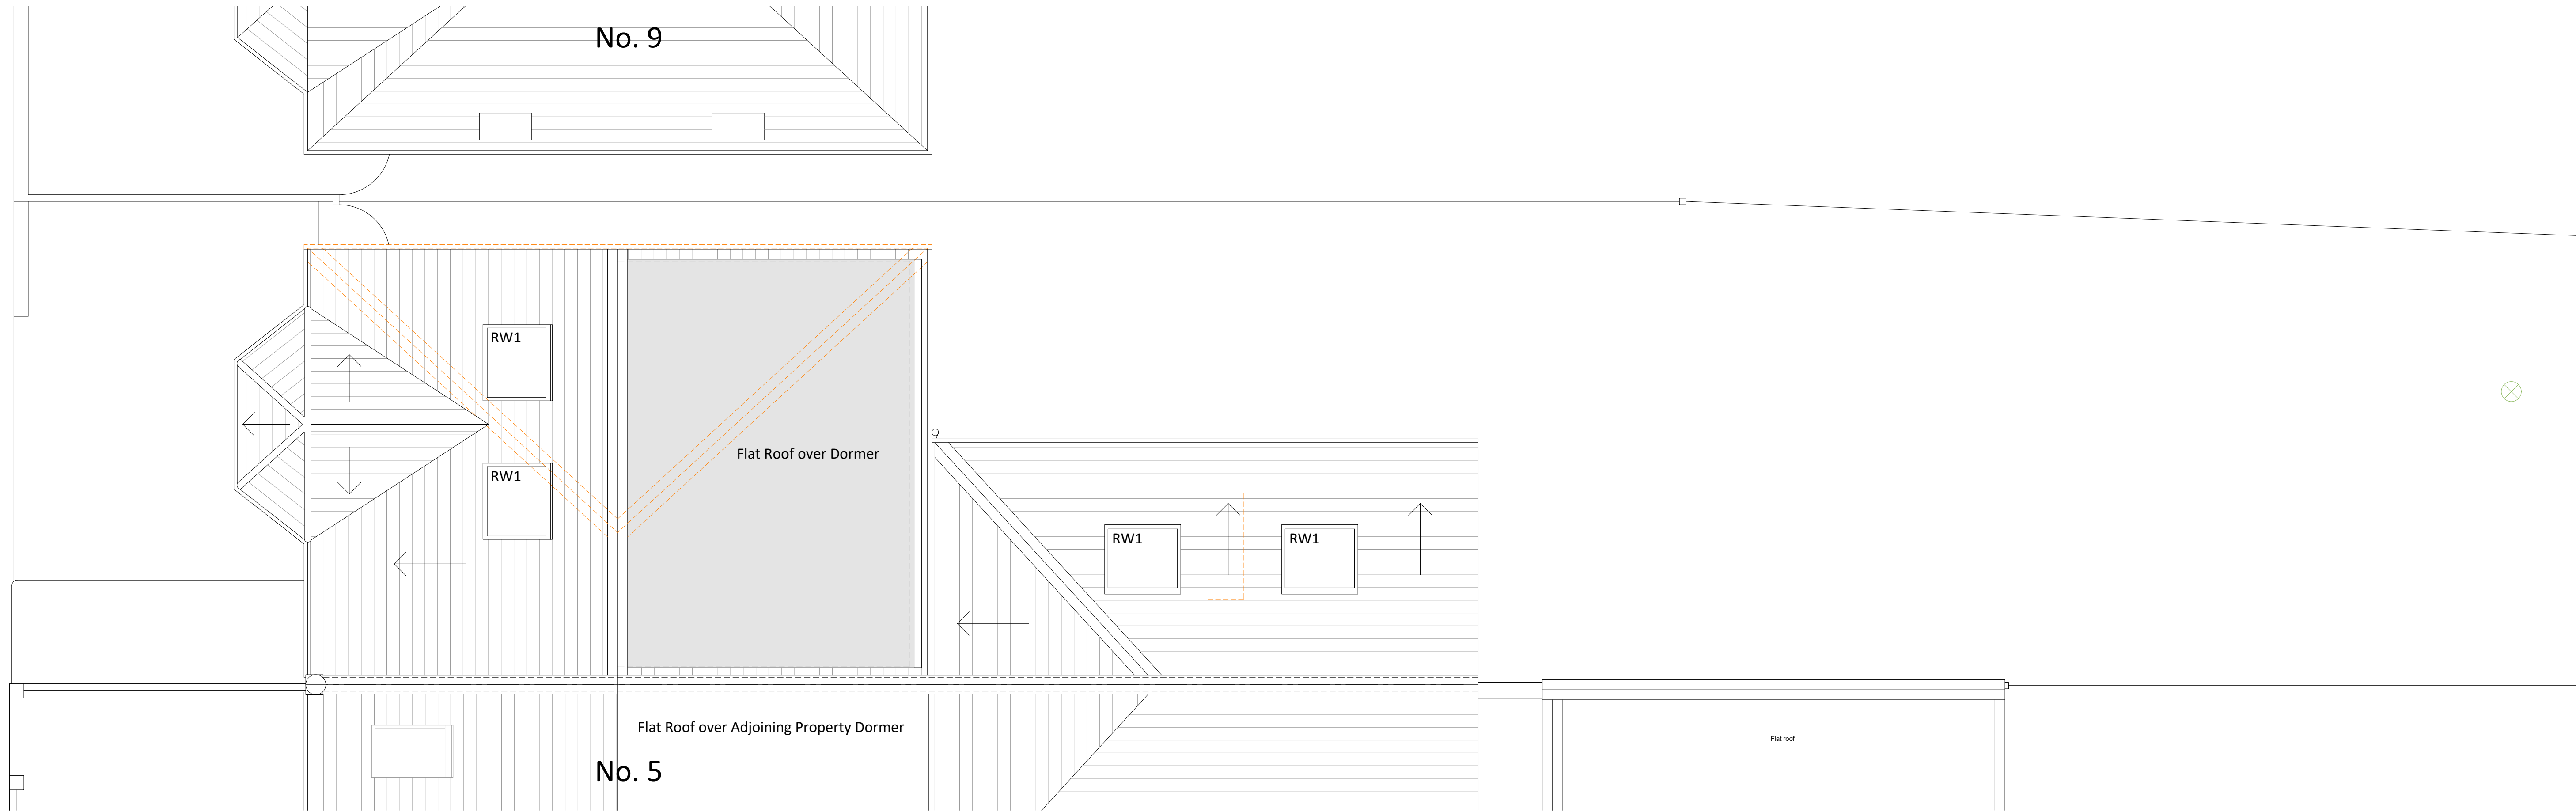 No. 9
RW1
Flat Roof over Dormer
RW1
RW1
RW1
Flat Roof over Adjoining Property Dormer
Flat roof
No. 5